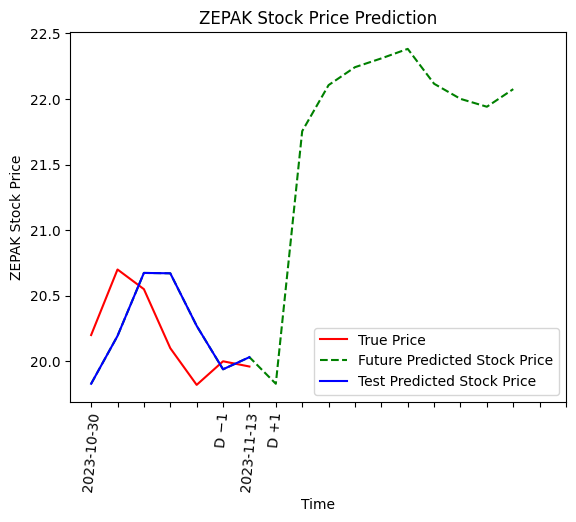 ZEPAK Stock Price Prediction
22.5
22.0
21.5
21.0
20.5
20.0
ZEPAK Stock Price
True Price
Future Predicted Stock Price
Test Predicted Stock Price
2023-10-30
D −1
2023-11-13
D +1
Time